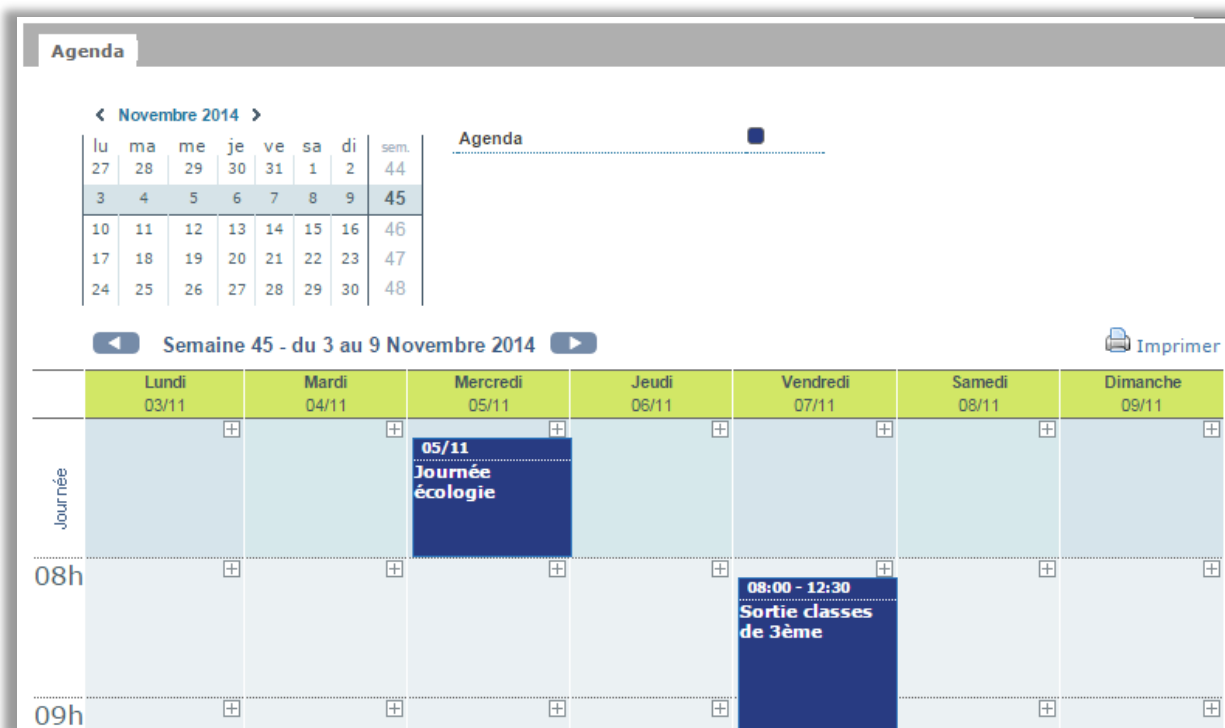 Agenda
Novembre 2014
lu ma me je ve sa di sem.
27 28 29 30 31 1 2 44
3 4 5 6 7 8 9 45
10 11 12 13 14 15 16 46
17 18 19 20 21 22 23 47
24 25 26 27 28 29 30 48
Agenda
Semaine 45 - du 3 au 9 Novembre 2014
Imprimer
Lundi Mardi Mercredi Jeudi Vendredi Samedi Dimanche
03/11 04/11 05/11 06/11 07/11 08/11 09/11
Journée
05/11
Journée
écologie
08h
08:00 - 12:30
Sortie classes
de 3ème
09h